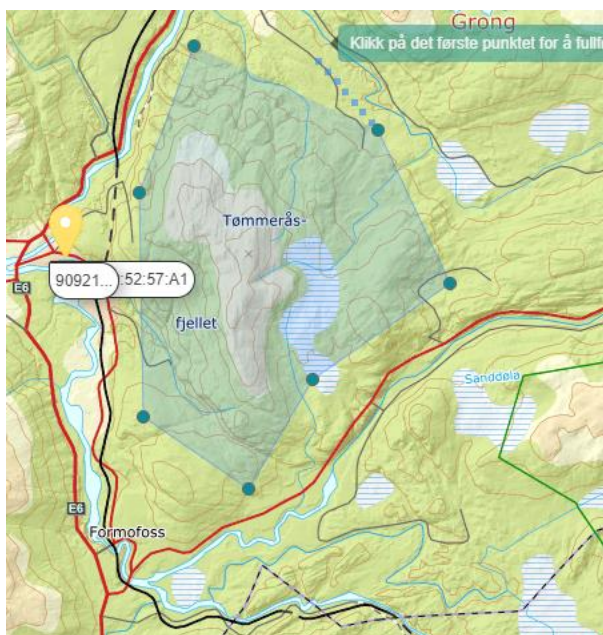 Grong
Klikk på det første punktet for å fullf
Tømmerås-
90921...
:52:57:A1
E6
fjellet
Sanddøla
E6
Formofoss